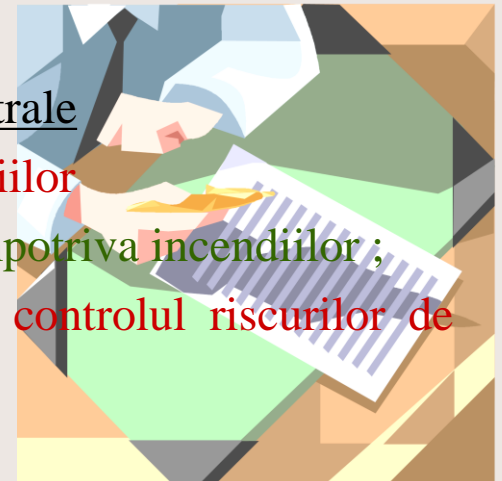 trale
iilor
potriva incendiilor ;
controlul riscurilor de